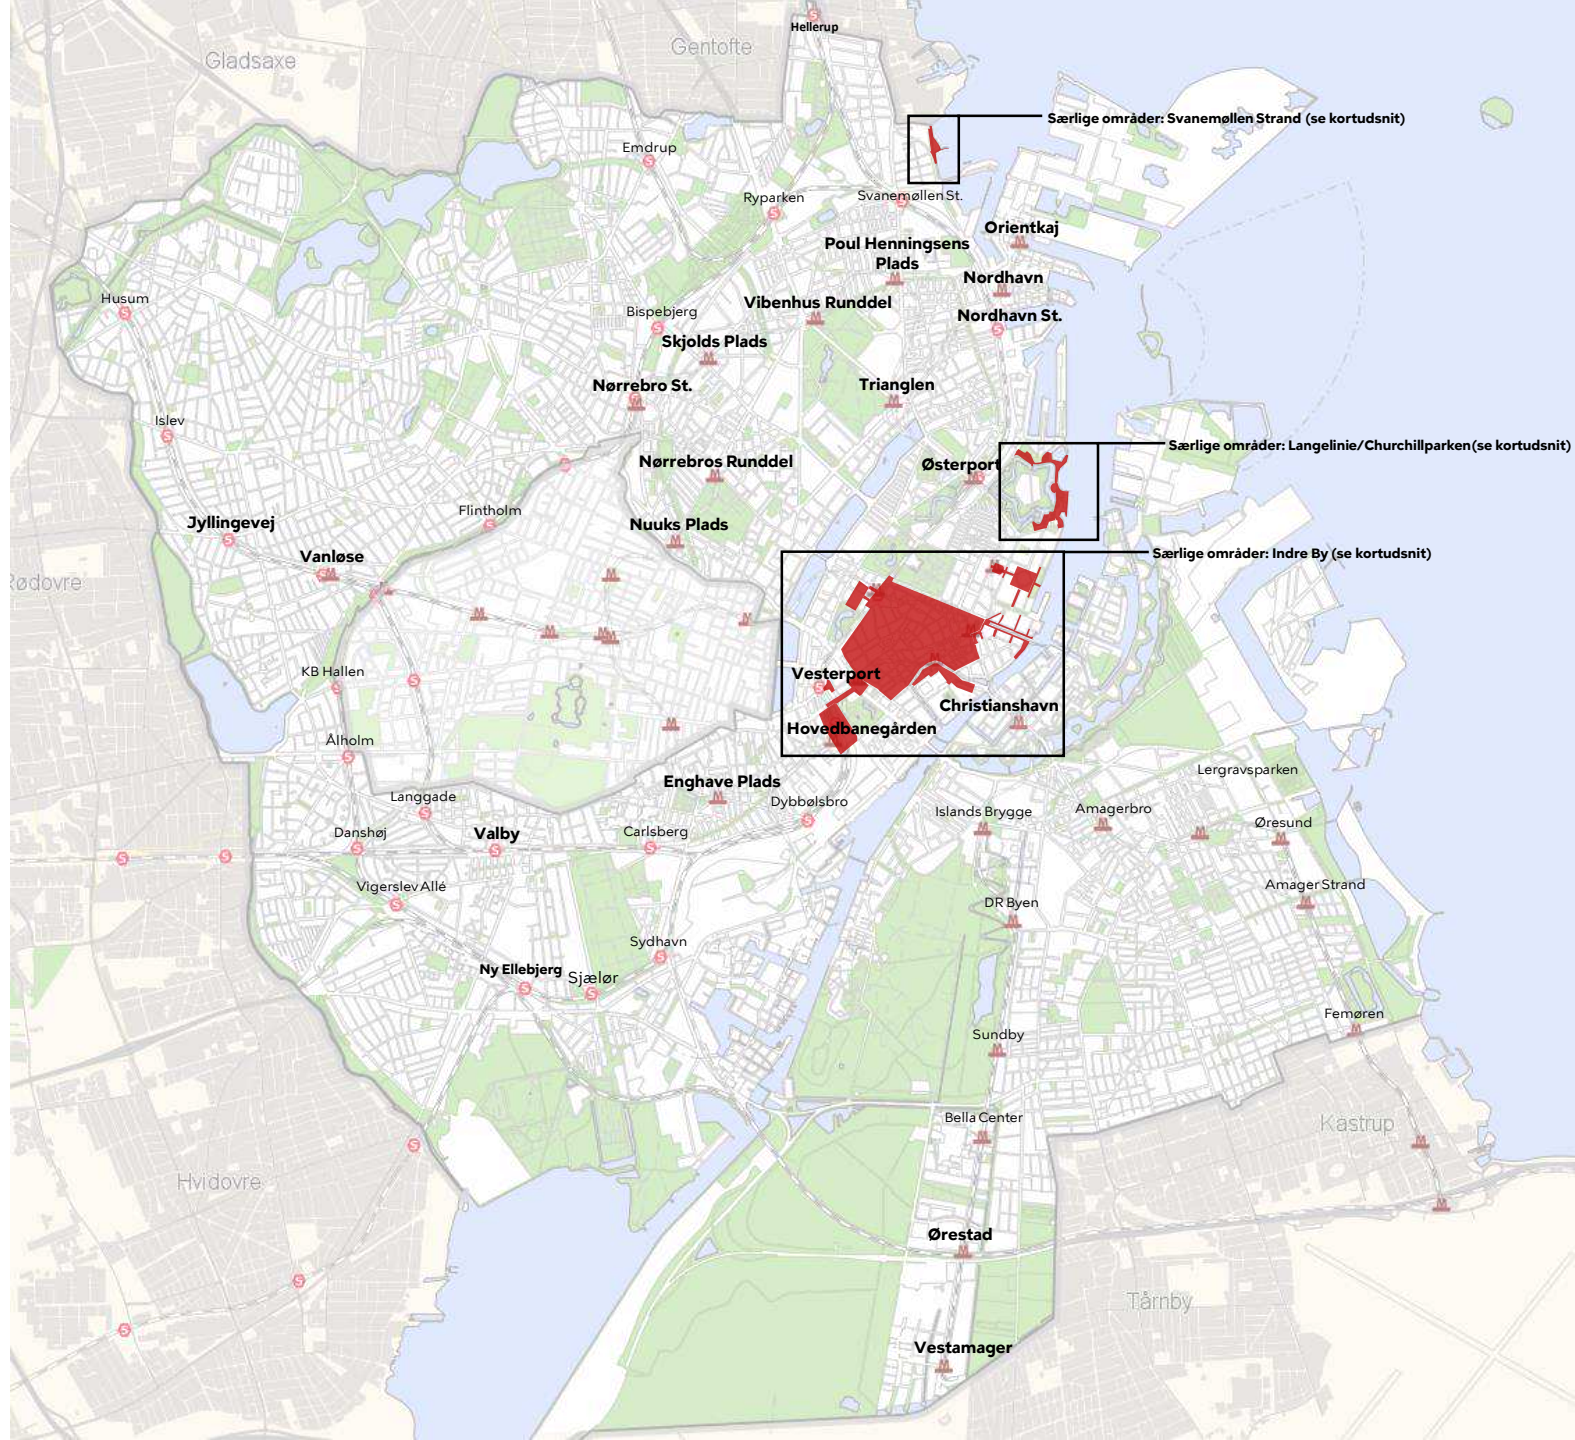 Hellerup
Gentofte
Gladsaxe
Særlige områder: Svanemøllen Strand (se kortudsnit)
Emdrup
Ryparken
Svanemøllen St.
Orientkaj
Poul Henningsens
Plads
Nordhavn
Husum
Vibenhus Runddel
Bispebjerg
Nordhavn St.
Skjolds Plads
Nørrebro St.
Trianglen
Islev
Særlige områder: Langelinie/Churchillparken(se kortudsnit)
Nørrebros Runddel
Østerport
Flintholm
Jyllingevej
Nuuks Plads
Vanløse
Særlige områder: Indre By (se kortudsnit)
Rødovre
KB Hallen
Vesterport
Christianshavn
Hovedbanegården
Ålholm
Lergravsparken
Enghave Plads
Langgade
Dybbølsbro
Islands Brygge
Amagerbro
Øresund
Danshøj
Valby
Carlsberg
Vigerslev Allé
Amager Strand
DR Byen
Sydhavn
Ny Ellebjerg
Sjælør
Femøren
Sundby
Bella Center
Kastrup
Hvidovre
Ørestad
Tårnby
Vestamager